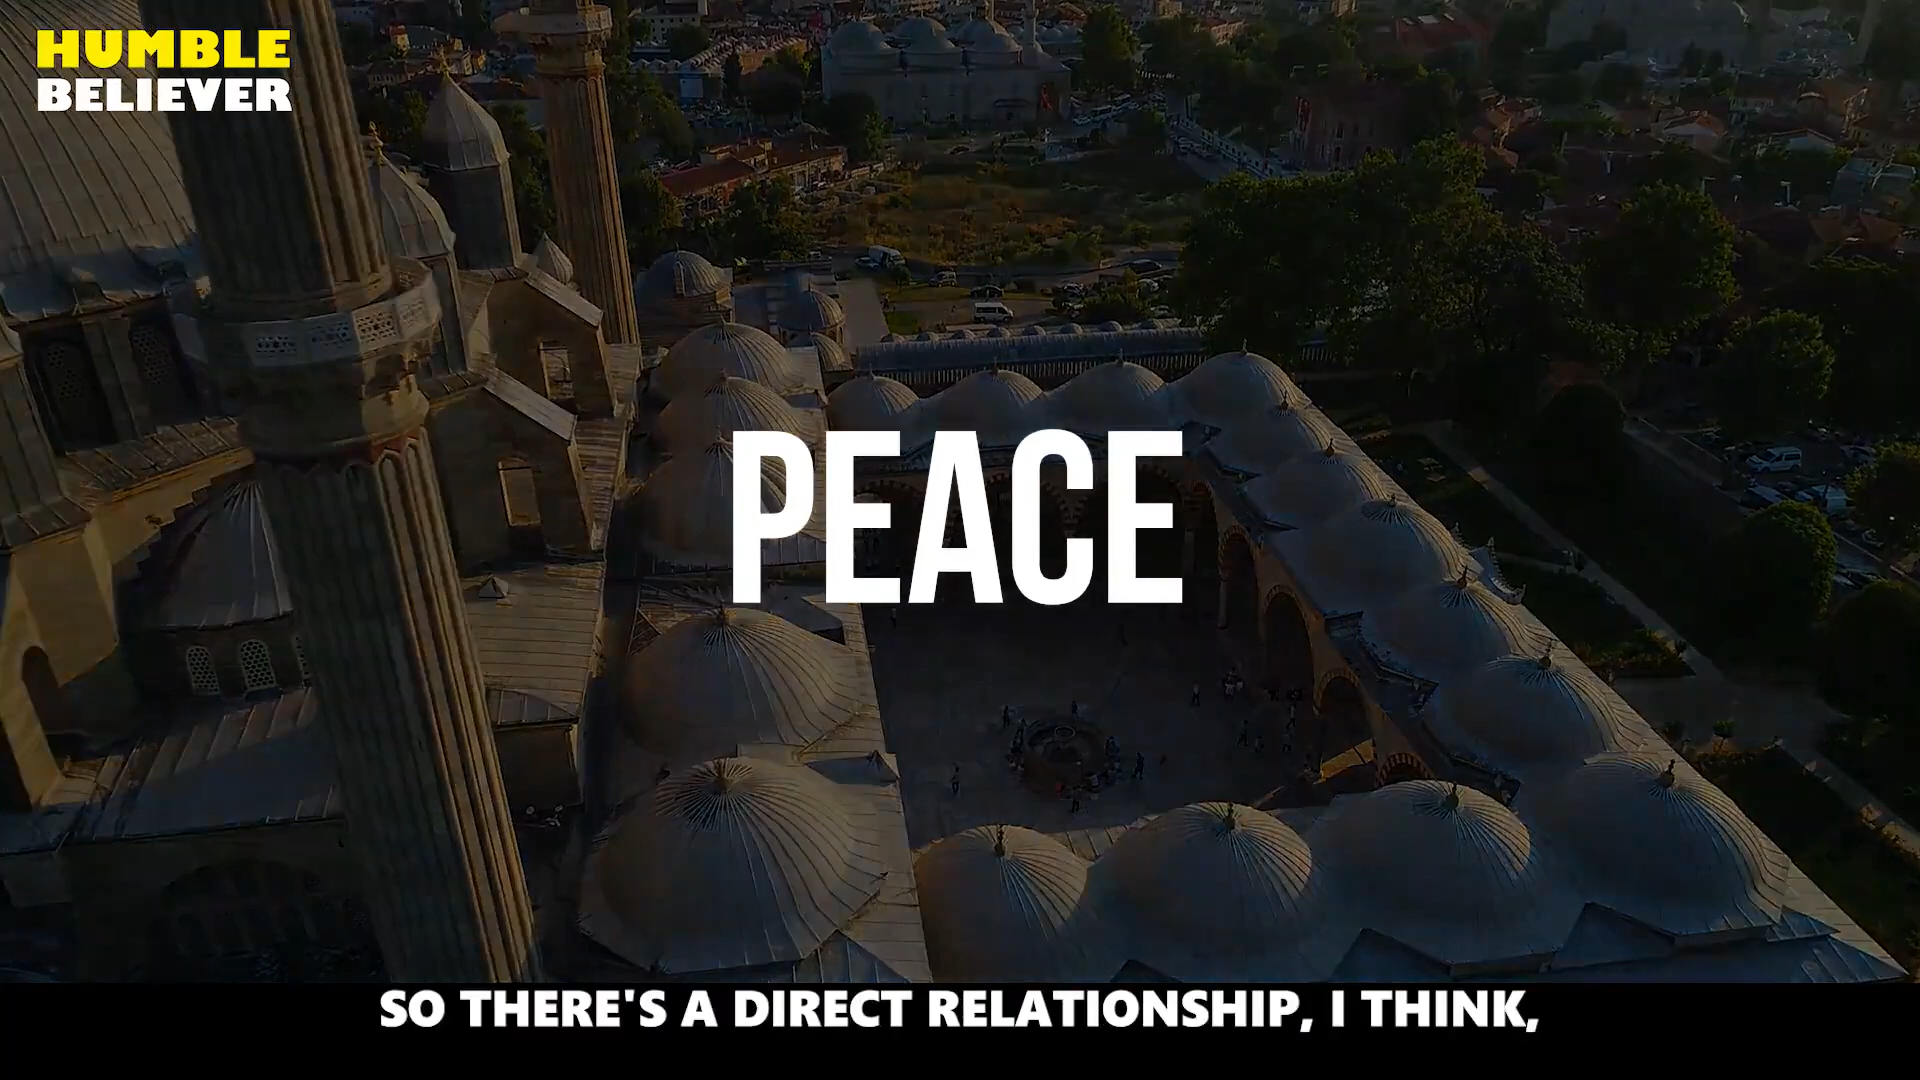 HUMBLE
BELIEVER
PEACE
SO THERE'S A DIRECT RELATIONSHIP, I THINK,